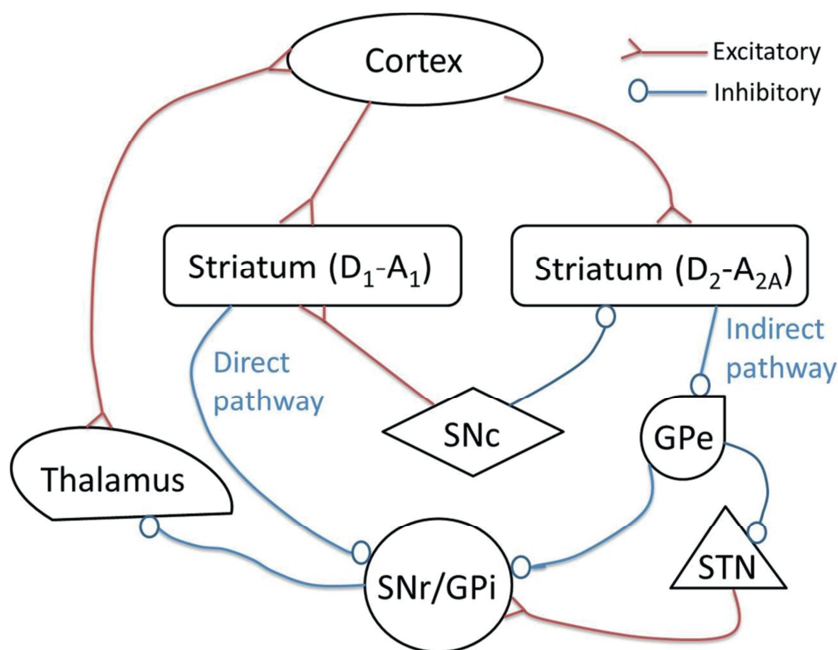 Cortex
Excitatory
Inhibitory
Striatum (D₁-A₁)
Striatum (D₂-A₂A)
Direct
pathway
Indirect
pathway
SNc
GPe
Thalamus
SNr/GPi
STN